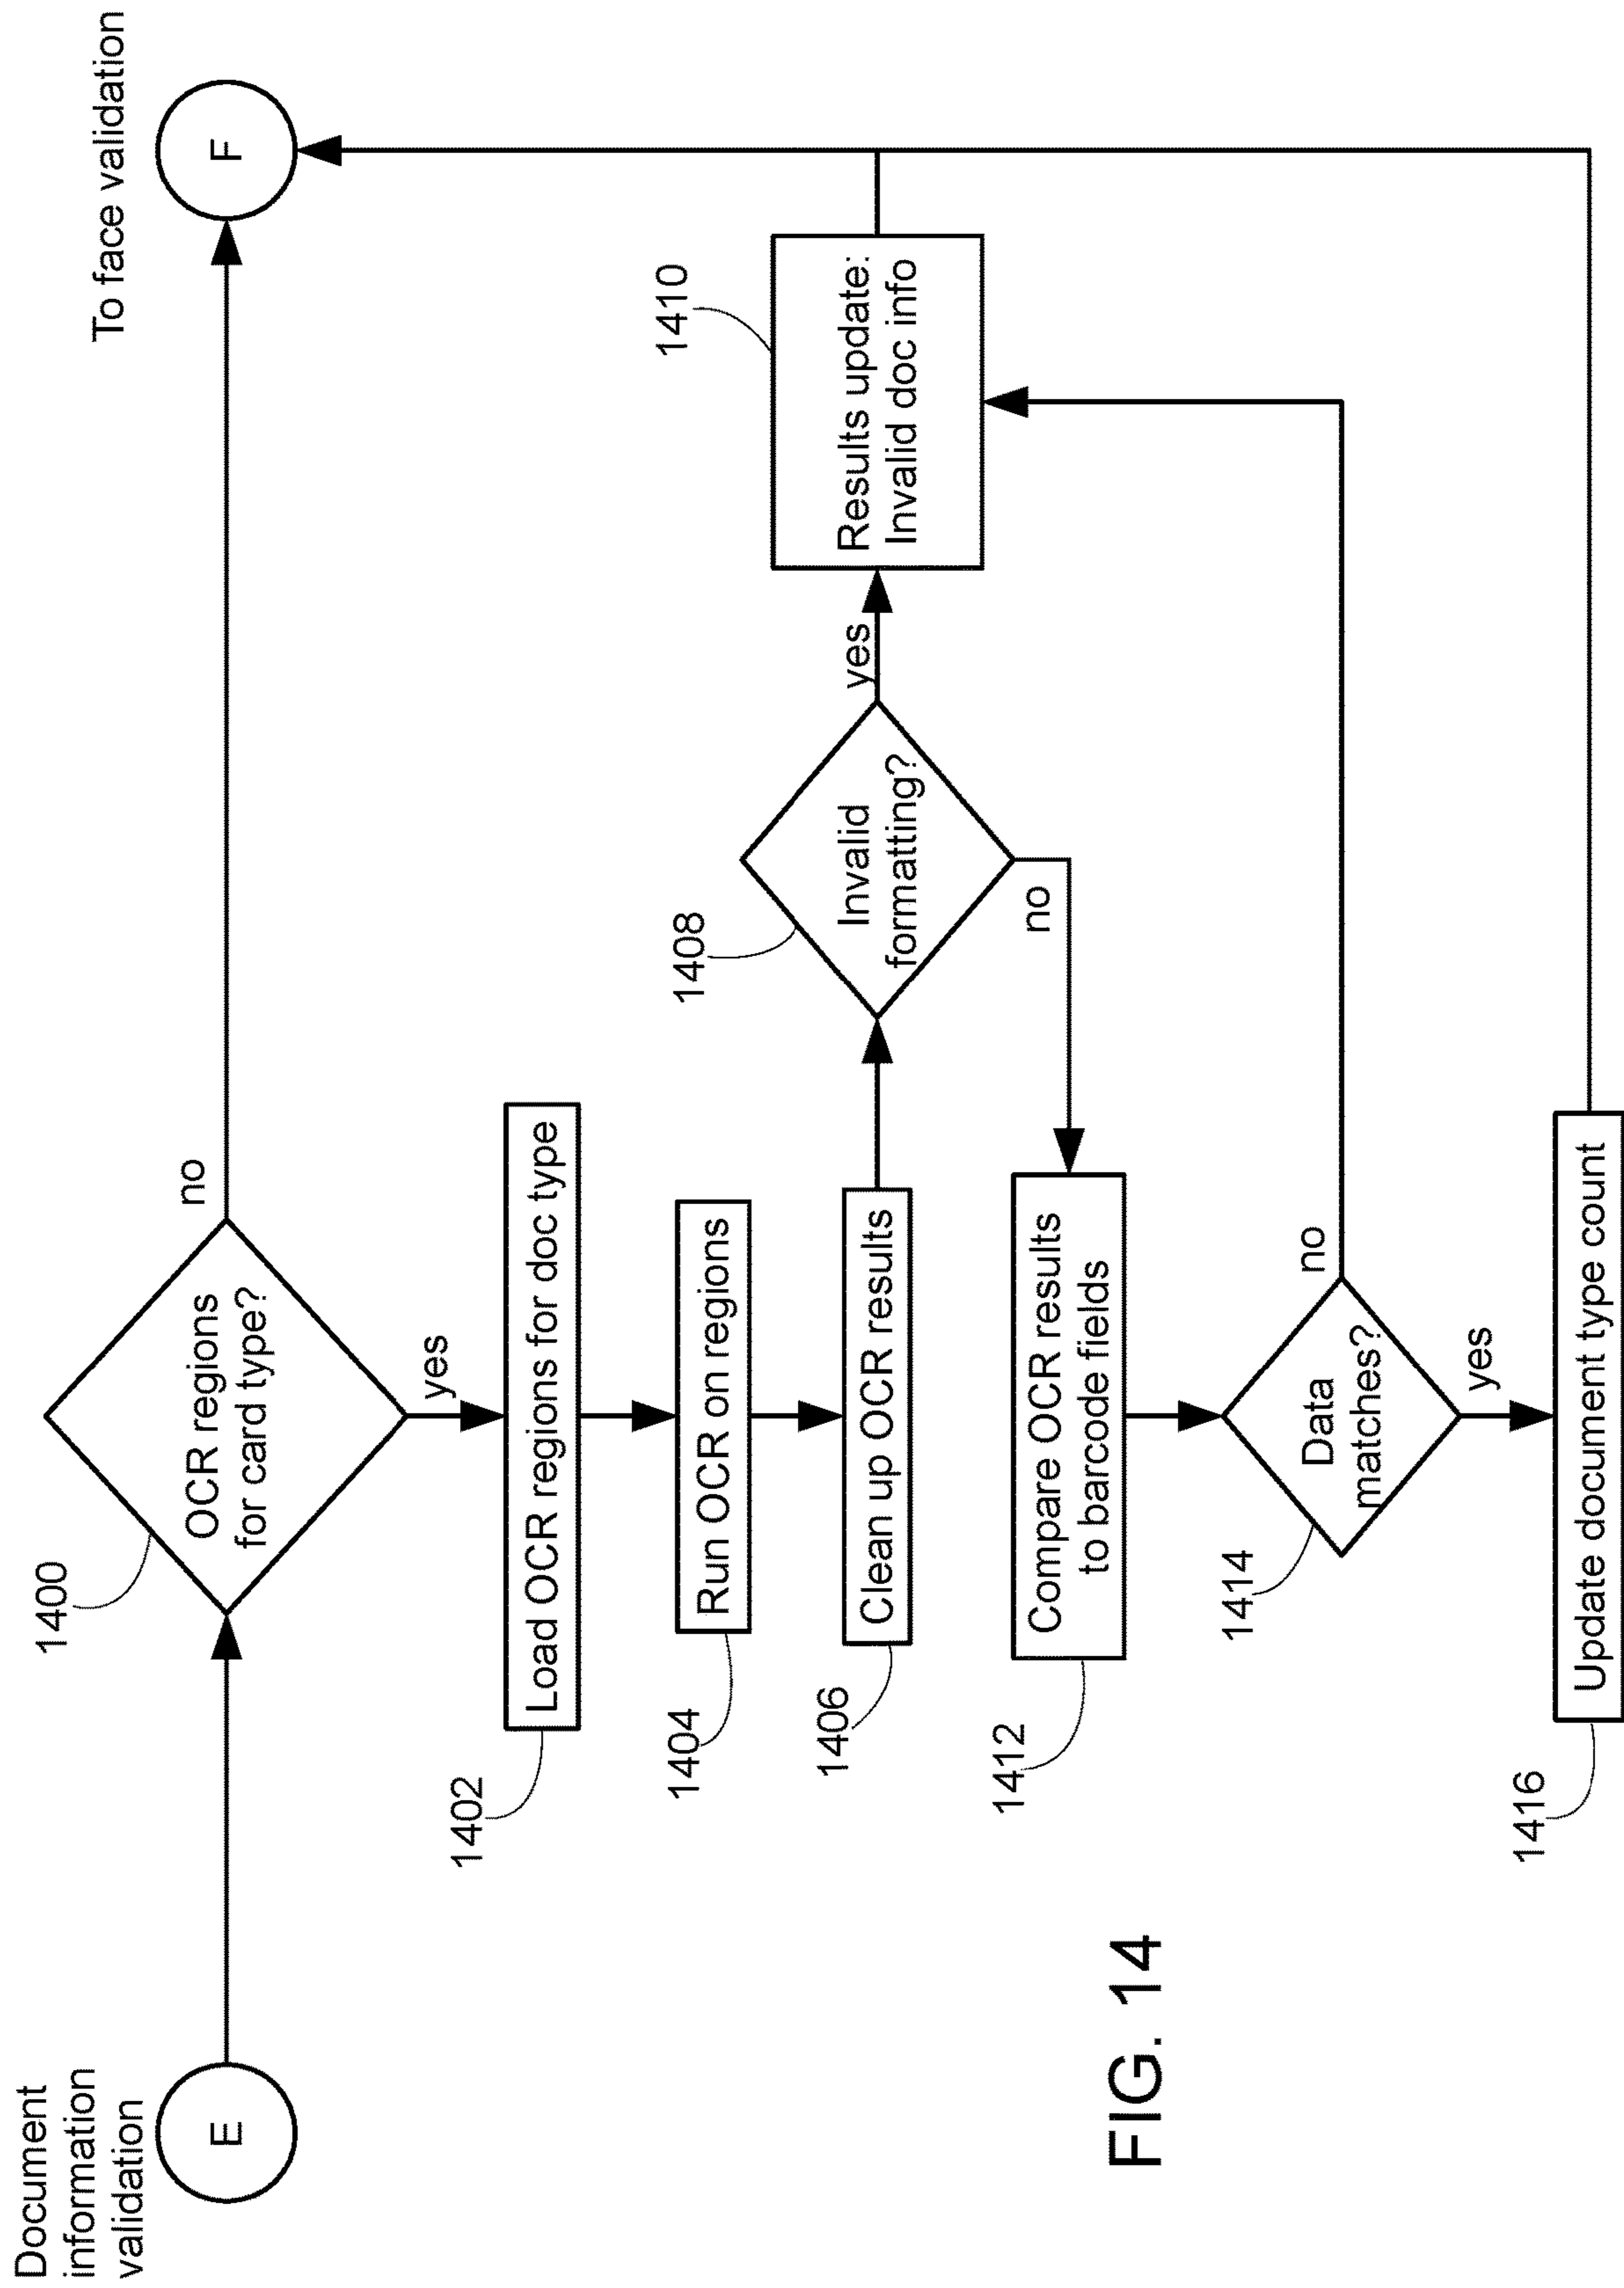 Document
information
validation
E
1400
OCR regions
for card type?
no
To face validation
F
yes
1402
Load OCR regions for doc type
1404
Run OCR on regions
1406
Clean up OCR results
1408
Invalid
formatting?
yes
1410
Results update:
Invalid doc info
no
1412
Compare OCR results
to barcode fields
1414
Data
matches?
no
yes
1416
Update document type count
FIG. 14